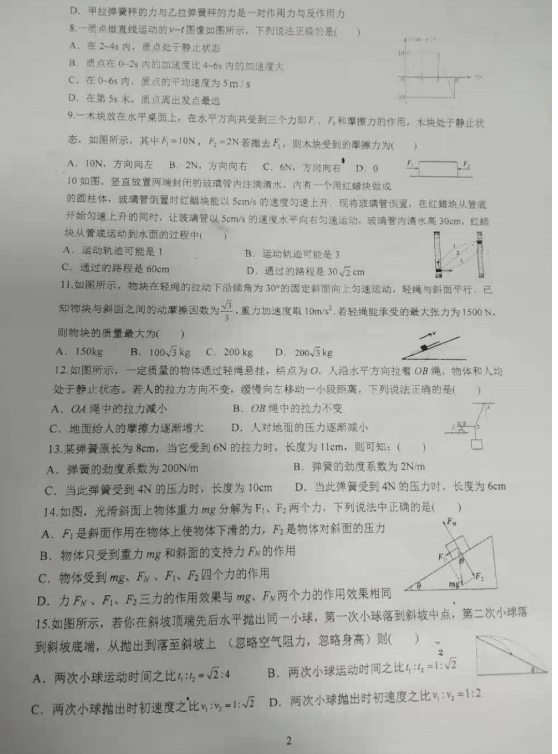 D. 甲拉弹簧秤的力与乙拉弹簧秤的力是一对作用力与反作用力
8.一质点做直线运动的v-t图像如图所示，下列说法正确的是( )
A. 在2~4s内，质点处于静止状态
B. 质点在0~2s内的加速度比4~6s内的加速度大
C. 在0~6s内，质点的平均速度为5m/s
D. 在第5s末，质点离出发点最远
9.一木块放在水平桌面上，在水平方向共受到三个力即F₁、F₂和摩擦力的作用，木块处于静止状
态，如图所示，其中F₁=10N，F₂=2N若撤去F₁，则木块受到的摩擦力为( )
A. 10N，方向向左 B. 2N，方向向右 C. 6N，方向向右 D. 0
F₁ F₂
10 如图，竖直放置两端封闭的玻璃管内注满清水，内有一个用红蜡块做成
的圆柱体，玻璃管倒置时红蜡块能以5cm/s的速度匀速上升．现将玻璃管倒置，在红蜡块从管底
开始匀速上升的同时，让玻璃管以5cm/s的速度水平向右匀速运动，玻璃管内清水高30cm，红蜡
块从管底运动到水面的过程中( )
A. 运动轨迹可能是1 B. 运动轨迹可能是3
C. 通过的路程是60cm D. 通过的路程是30√2cm
1
2
3
11.如图所示，物块在轻绳的拉动下沿倾角为30°的固定斜面向上匀速运动，轻绳与斜面平行．已
知物块与斜面之间的动摩擦因数为√3/3，重力加速度取10m/s²．若轻绳能承受的最大张力为1500 N，
则物块的质量最大为( )
A. 150kg B. 100√3kg C. 200 kg D. 200√3kg
v
12.如图所示，一定质量的物体通过轻绳悬挂，结点为O，人沿水平方向拉着OB绳，物体和人均
处于静止状态。若人的拉力方向不变，缓慢向左移动一小段距离，下列说法正确的是( )
A、OA绳中的拉力减小 B、OB绳中的拉力不变
C、地面给人的摩擦力逐渐增大 D、人对地面的压力逐渐减小
13.某弹簧原长为8cm，当它受到6N的拉力时，长度为11cm，则可知：( )
A、弹簧的劲度系数为200N/m B、弹簧的劲度系数为2N/m
C、当此弹簧受到4N的压力时，长度为10cm D、当此弹簧受到4N的压力时，长度为6cm
14.如图，光滑斜面上物体重力mg分解为F₁、F₂两个力，下列说法中正确的是( )
A．F₁是斜面作用在物体上使物体下滑的力，F₂是物体对斜面的压力
B．物体只受到重力mg和斜面的支持力F_N的作用
C．物体受到mg、F_N、F₁、F₂四个力的作用
D．力F_N、F₁、F₂三力的作用效果与mg、F_N两个力的作用效果相同
F_N
F₁
θ
F₂
mg
θ
15.如图所示，若你在斜坡顶端先后水平抛出同一小球，第一次小球落到斜坡中点，第二次小球落
到斜坡底端，从抛出到落至斜坡上 （忽略空气阻力，忽略身高）则( )
A．两次小球运动时间之比t₁:t₂=√2:4 B．两次小球运动时间之比t₁:t₂=1:√2
C．两次小球抛出时初速度之比v₁:v₂=1:√2 D．两次小球抛出时初速度之比v₁:v₂=1:2
2